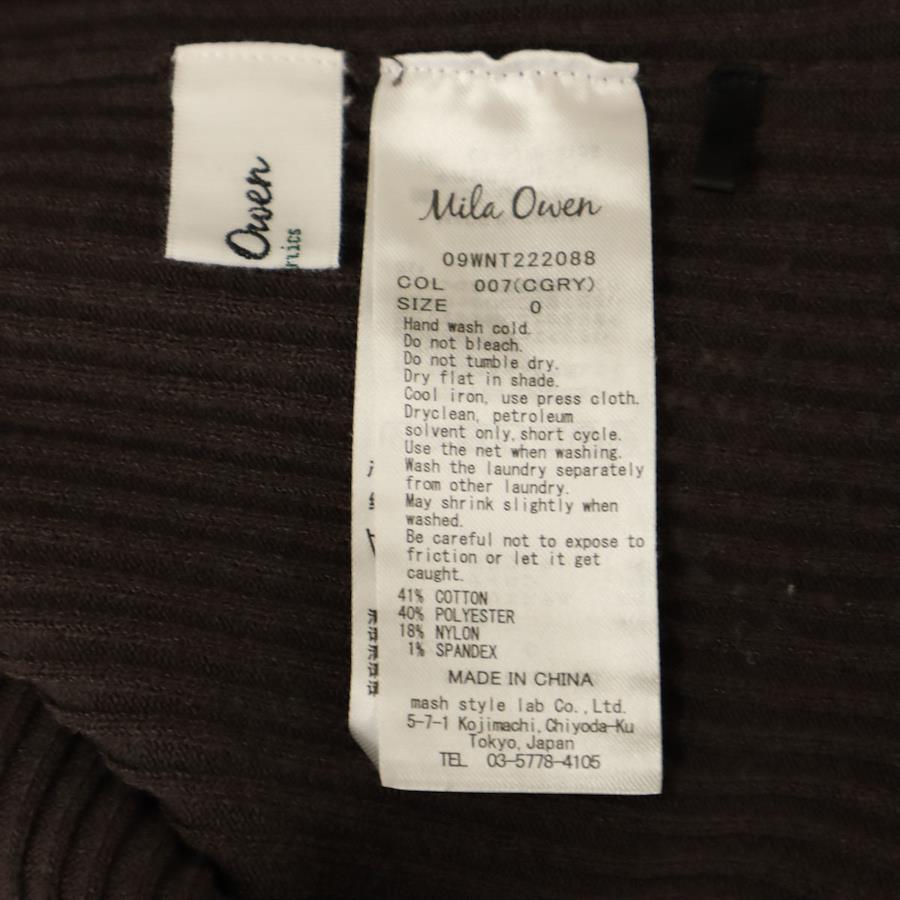 Owen
Mila Owen
09WNT222088
COL 007(CGRY)
SIZE 0
Hand wash cold.
Do not bleach.
Do not tumble dry.
Dry flat in shade.
Cool iron, use press cloth.
Dryclean, petroleum
solvent only, short cycle.
Use the net when washing.
Wash the laundry separately
from other laundry.
May shrink slightly when
washed.
Be careful not to expose to
friction or let it get
caught.
41% COTTON
40% POLYESTER
18% NYLON
1% SPANDEX
MADE IN CHINA
mash style lab Co., Ltd.
5-7-1 Kojimachi, Chiyoda-Ku
Tokyo, Japan
TEL 03-5778-4105